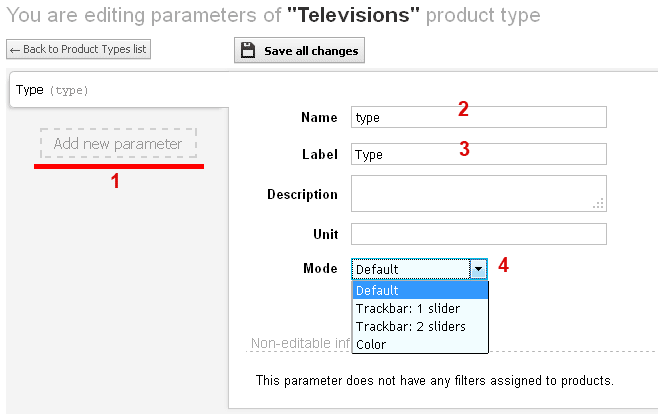 You are editing parameters of "Televisions" product type
← Back to Product Types list
Save all changes
Type (type)
Add new parameter
1
Name type 2
Label Type 3
Description
Unit
Mode Default 4
Default
Trackbar: 1 slider
Trackbar: 2 sliders
Color
Non-editable inf
This parameter does not have any filters assigned to products.